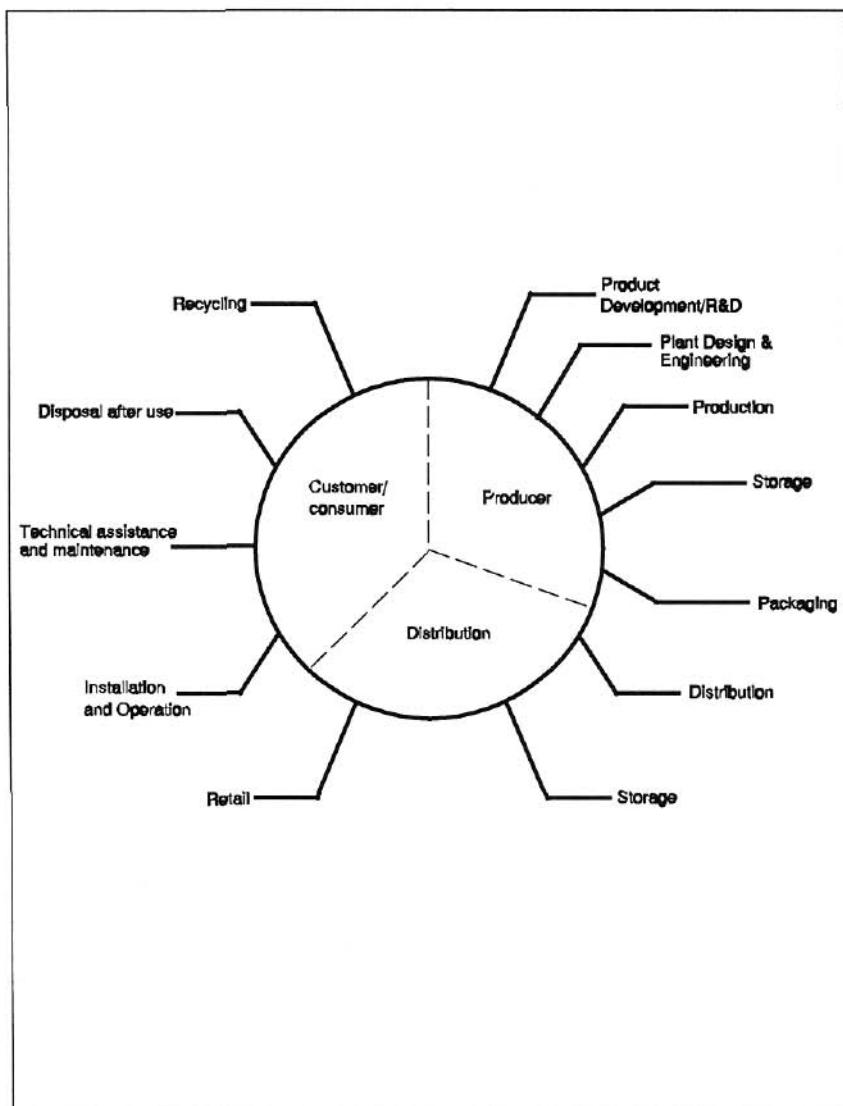 Recycling
Product
Development/R&D
Plant Design &
Engineering
Disposal after use
Production
Customer/
consumer
Producer
Storage
Technical assistance
and maintenance
Packaging
Distribution
Installation
and Operation
Distribution
Retail
Storage